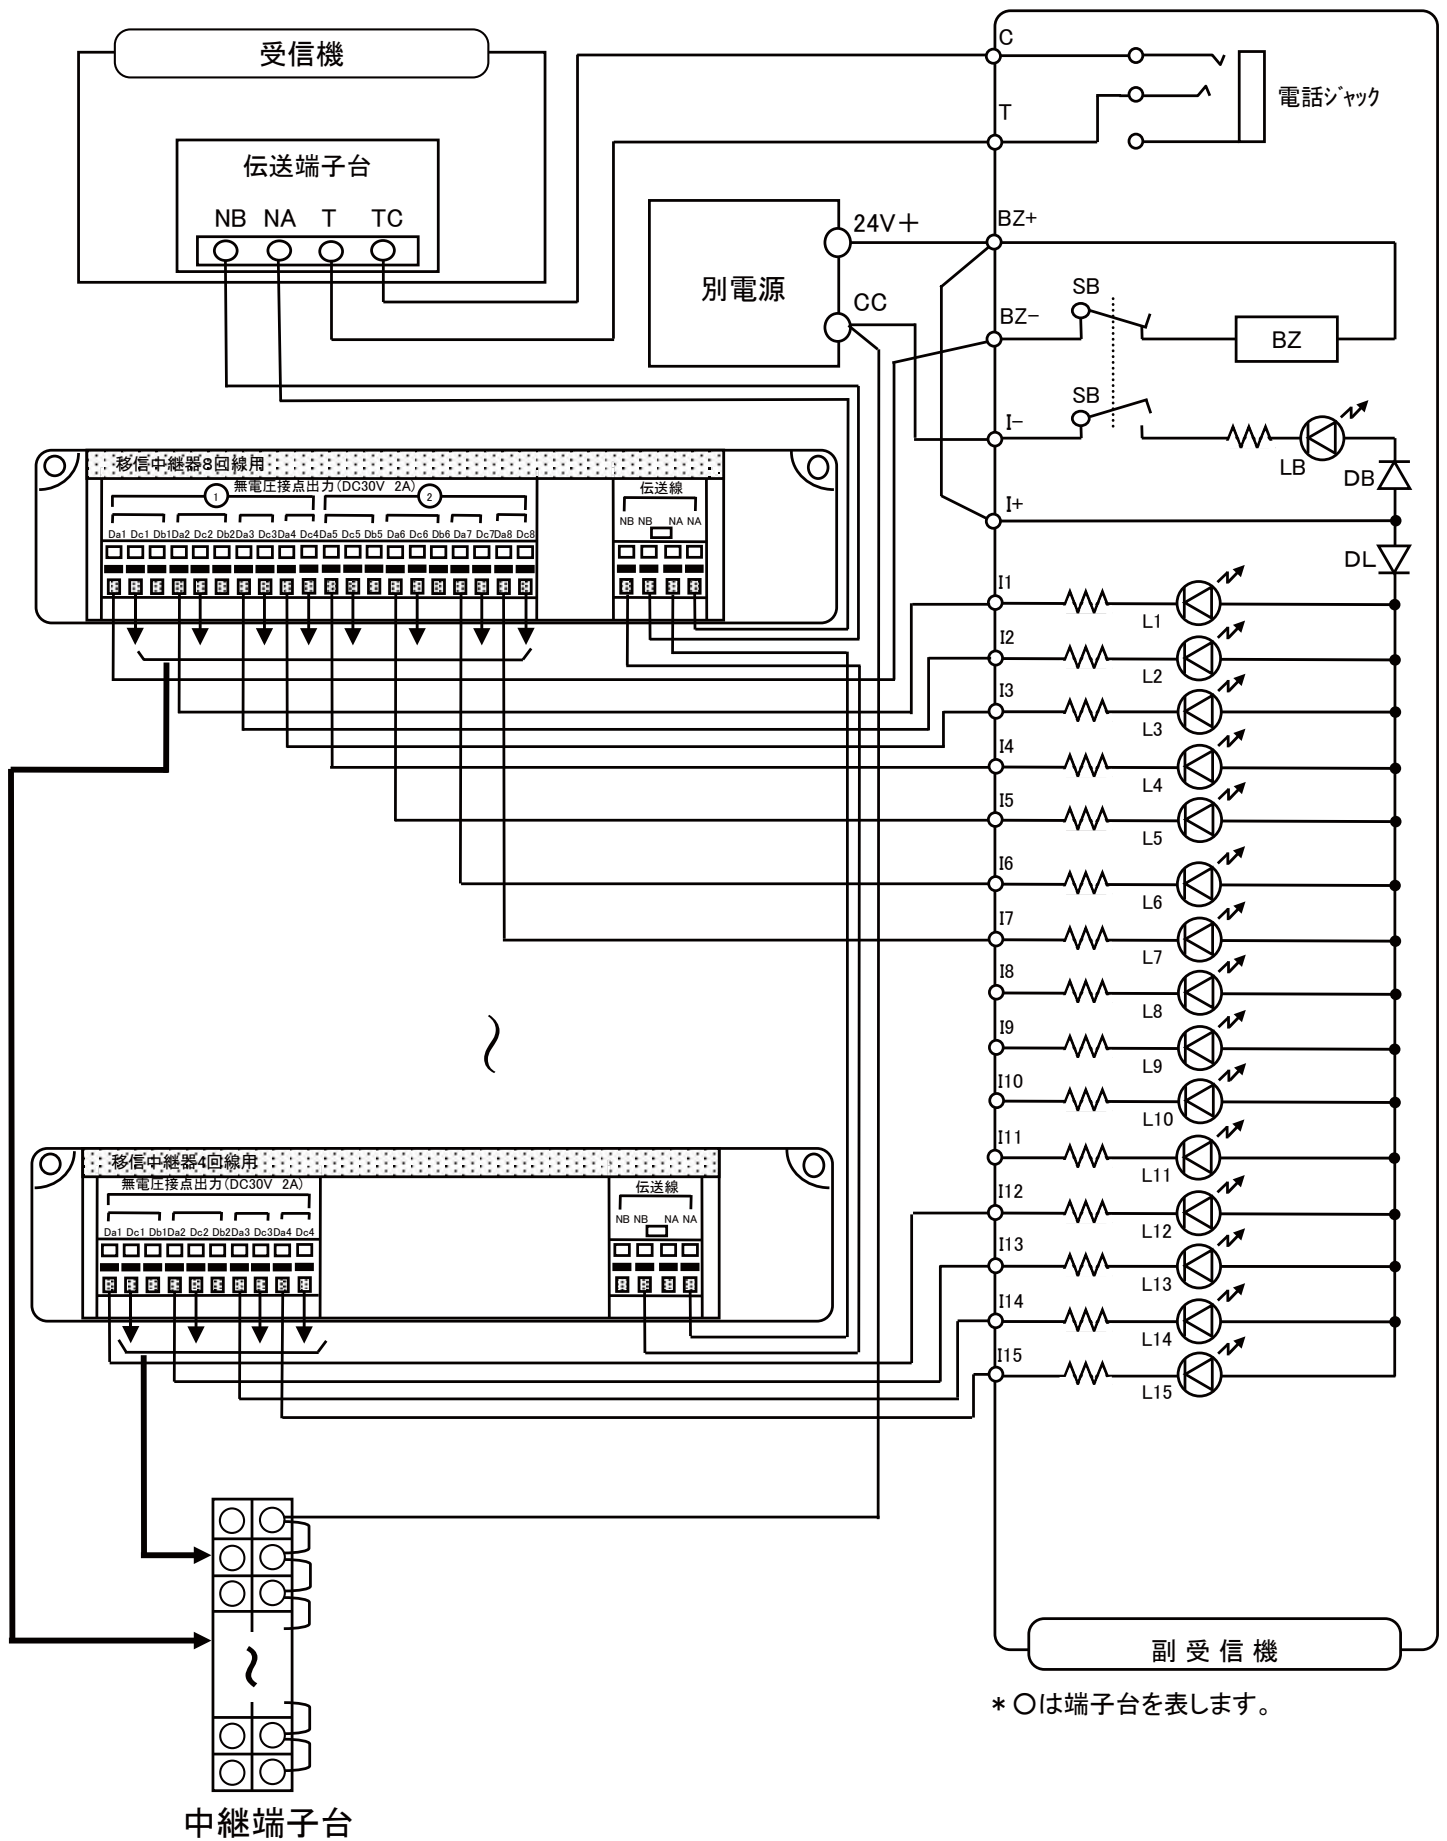 受信機
伝送端子台
NB NA T TC
別電源
24V＋
CC
C
T
電話ジャック
BZ+
BZ−
SB
BZ
SB
I−
LB
DB
I+
DL
I1
L1
I2
L2
I3
L3
I4
L4
I5
L5
I6
L6
I7
L7
I8
L8
I9
L9
I10
L10
I11
L11
I12
L12
I13
L13
I14
L14
I15
L15
移信中継器8回線用
無電圧接点出力(DC30V 2A)
1 2
Da1 Dc1 Db1 Da2 Dc2 Db2 Da3 Dc3 Da4 Dc4 Da5 Dc5 Db5 Da6 Dc6 Db6 Da7 Dc7 Da8 Dc8
伝送線
NB NB NA NA
～
移信中継器4回線用
無電圧接点出力(DC30V 2A)
Da1 Dc1 Db1 Da2 Dc2 Db2 Da3 Dc3 Da4 Dc4
伝送線
NB NB NA NA
～
中継端子台
副受信機
＊○は端子台を表します。